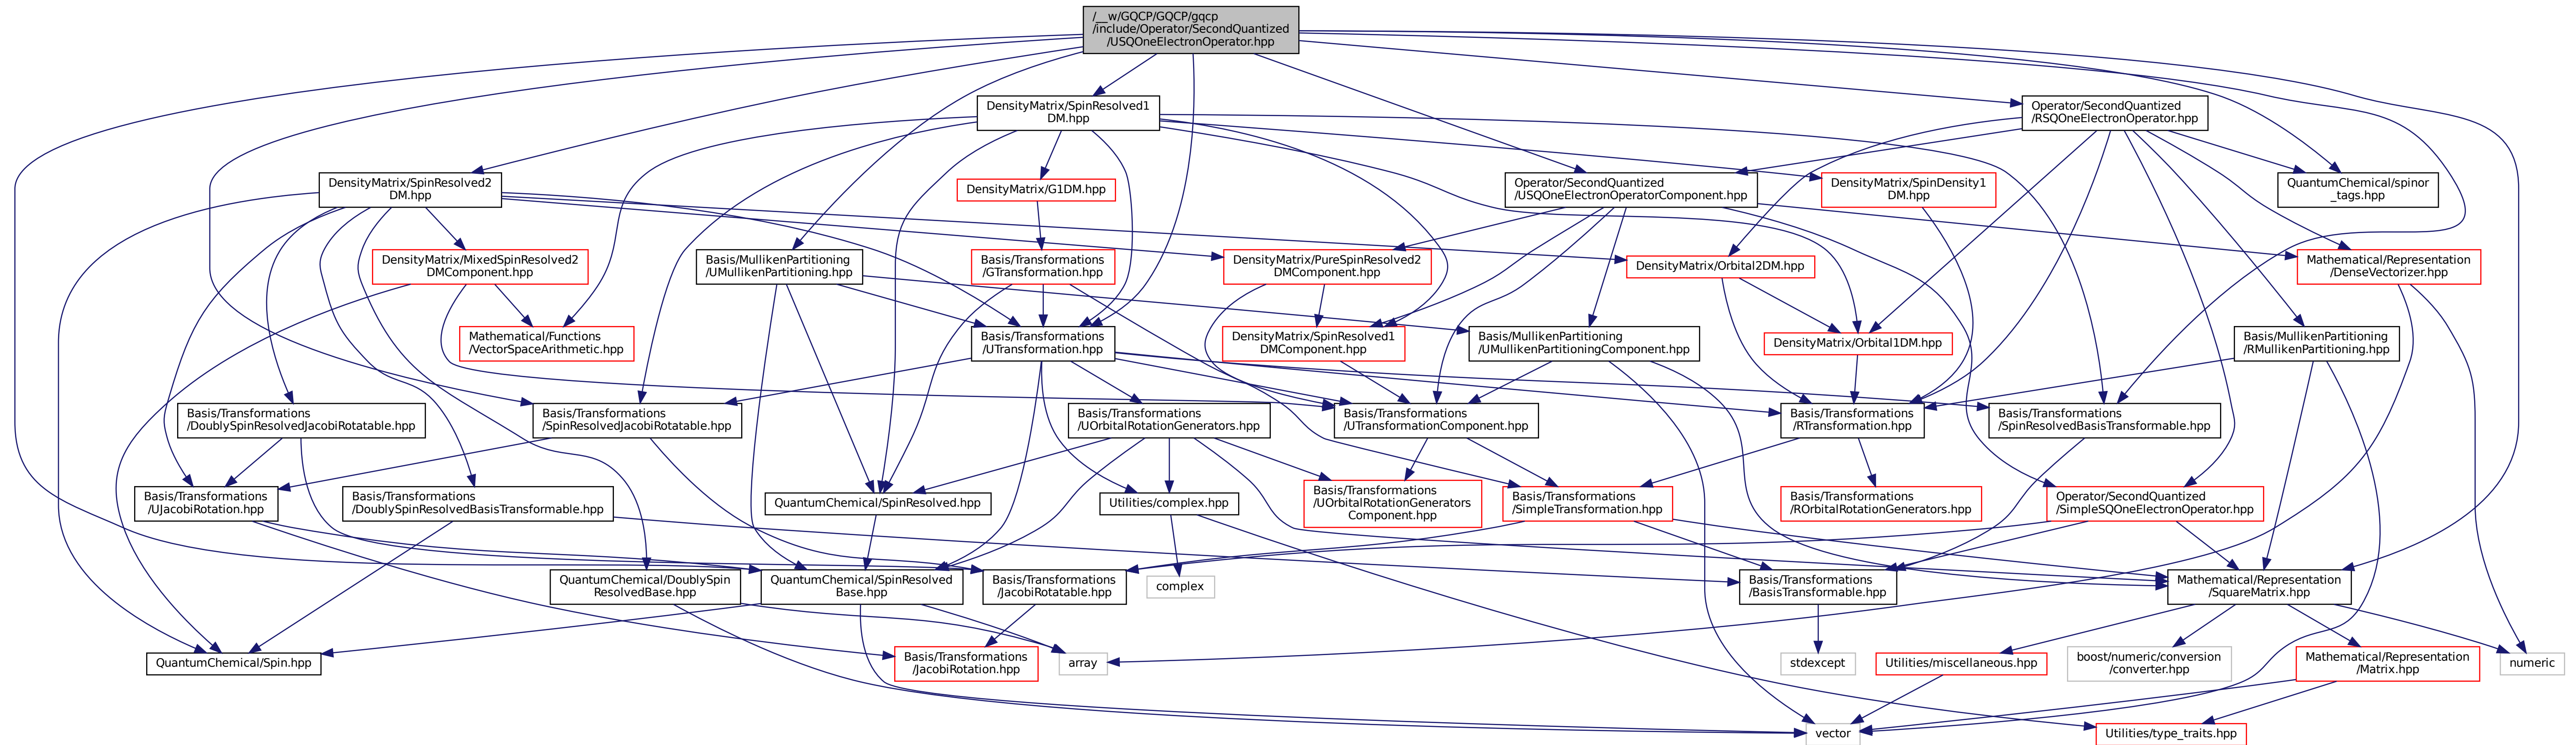 /__w/GQCP/GQCP/gqcp
/include/Operator/SecondQuantized
/USQOneElectronOperator.hpp
DensityMatrix/SpinResolved1
DM.hpp
Operator/SecondQuantized
/RSQOneElectronOperator.hpp
DensityMatrix/SpinResolved2
DM.hpp
DensityMatrix/G1DM.hpp
Operator/SecondQuantized
/USQOneElectronOperatorComponent.hpp
DensityMatrix/SpinDensity1
DM.hpp
QuantumChemical/spinor
_tags.hpp
DensityMatrix/MixedSpinResolved2
DMComponent.hpp
Basis/MullikenPartitioning
/UMullikenPartitioning.hpp
Basis/Transformations
/GTransformation.hpp
DensityMatrix/PureSpinResolved2
DMComponent.hpp
DensityMatrix/Orbital2DM.hpp
Mathematical/Representation
/DenseVectorizer.hpp
Mathematical/Functions
/VectorSpaceArithmetic.hpp
Basis/Transformations
/UTransformation.hpp
DensityMatrix/SpinResolved1
DMComponent.hpp
Basis/MullikenPartitioning
/UMullikenPartitioningComponent.hpp
DensityMatrix/Orbital1DM.hpp
Basis/MullikenPartitioning
/RMullikenPartitioning.hpp
Basis/Transformations
/DoublySpinResolvedJacobiRotatable.hpp
Basis/Transformations
/SpinResolvedJacobiRotatable.hpp
Basis/Transformations
/UOrbitalRotationGenerators.hpp
Basis/Transformations
/UTransformationComponent.hpp
Basis/Transformations
/RTransformation.hpp
Basis/Transformations
/SpinResolvedBasisTransformable.hpp
Basis/Transformations
/UJacobiRotation.hpp
Basis/Transformations
/DoublySpinResolvedBasisTransformable.hpp
QuantumChemical/SpinResolved.hpp
Utilities/complex.hpp
Basis/Transformations
/UOrbitalRotationGenerators
Component.hpp
Basis/Transformations
/SimpleTransformation.hpp
Basis/Transformations
/ROrbitalRotationGenerators.hpp
Operator/SecondQuantized
/SimpleSQOneElectronOperator.hpp
QuantumChemical/DoublySpin
ResolvedBase.hpp
QuantumChemical/SpinResolved
Base.hpp
Basis/Transformations
/JacobiRotatable.hpp
complex
Basis/Transformations
/BasisTransformable.hpp
Mathematical/Representation
/SquareMatrix.hpp
QuantumChemical/Spin.hpp
Basis/Transformations
/JacobiRotation.hpp
array
stdexcept
Utilities/miscellaneous.hpp
boost/numeric/conversion
/converter.hpp
Mathematical/Representation
/Matrix.hpp
numeric
vector
Utilities/type_traits.hpp